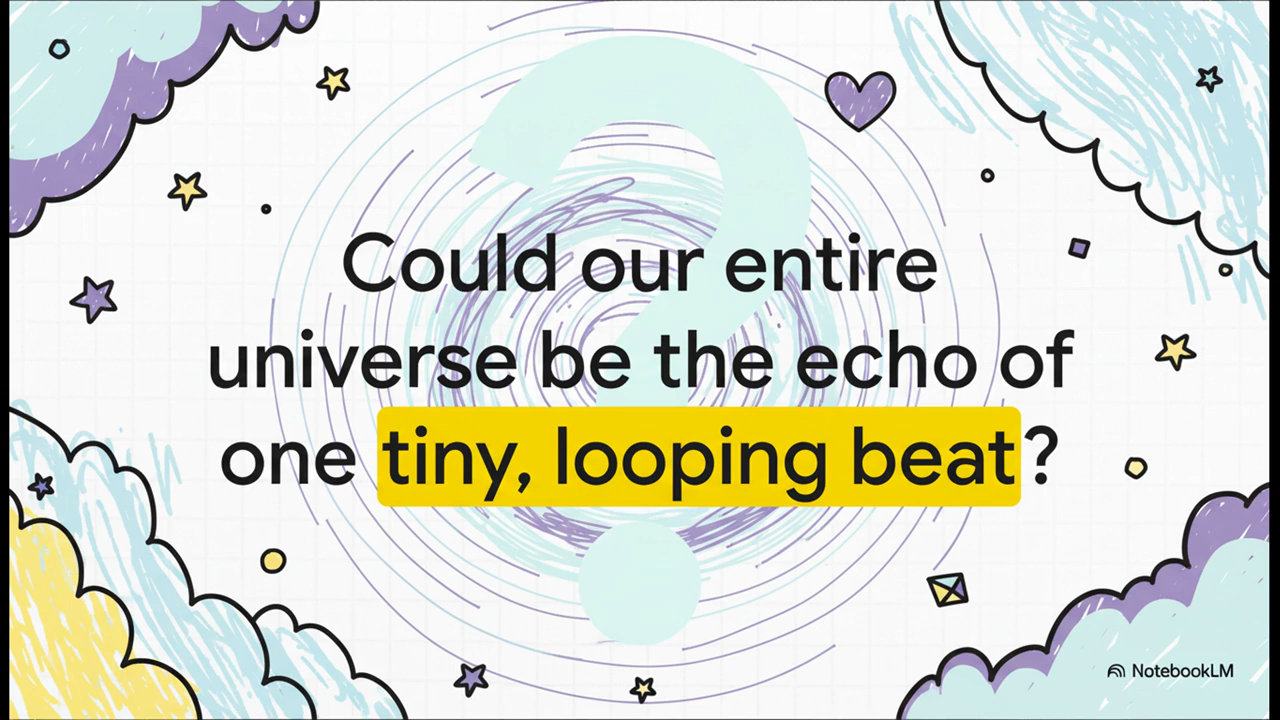 Could our entire
universe be the echo of
one tiny, looping beat?
NotebookLM